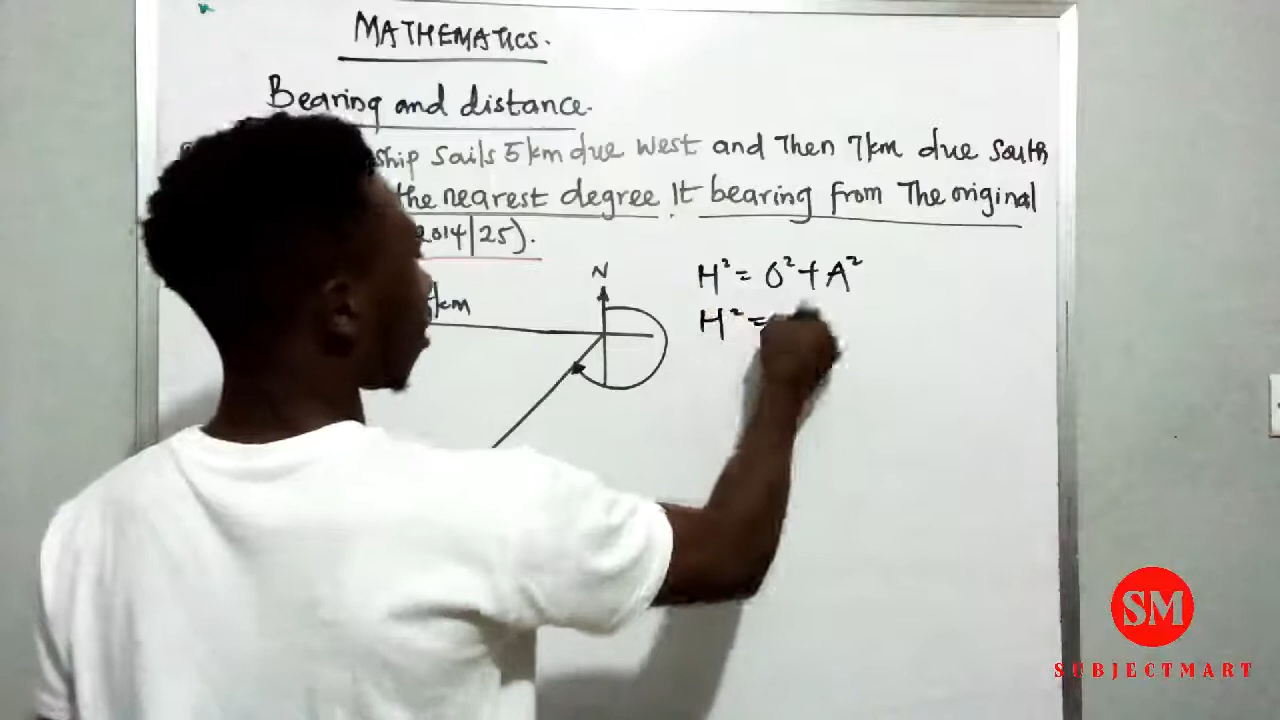 MATHEMATICS.
Bearing and distance.
ship sails 5km due west and Then 7km due south
the nearest degree It bearing from The original
2014/25).
N
km
H² = O² + A²
H² =
SM
SUBJECTMART